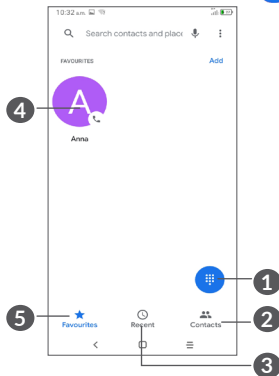 10:32 a.m.
Search contacts and place
FAVOURITES
Add
4
A
Anna
1
5
Favourites
Recent
Contacts
2
3